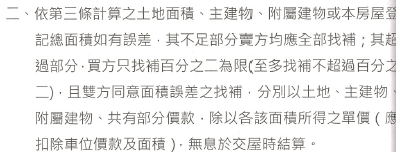 二、依第三條計算之土地面積、主建物、附屬建物或本房屋登
記總面積如有誤差，其不足部分賣方均應全部找補；其超
過部分，買方只找補百分之二為限(至多找補不超過百分之
二)，且雙方同意面積誤差之找補，分別以土地、主建物、
附屬建物、共有部分價款，除以各該面積所得之單價（應
扣除車位價款及面積），無息於交屋時結算。